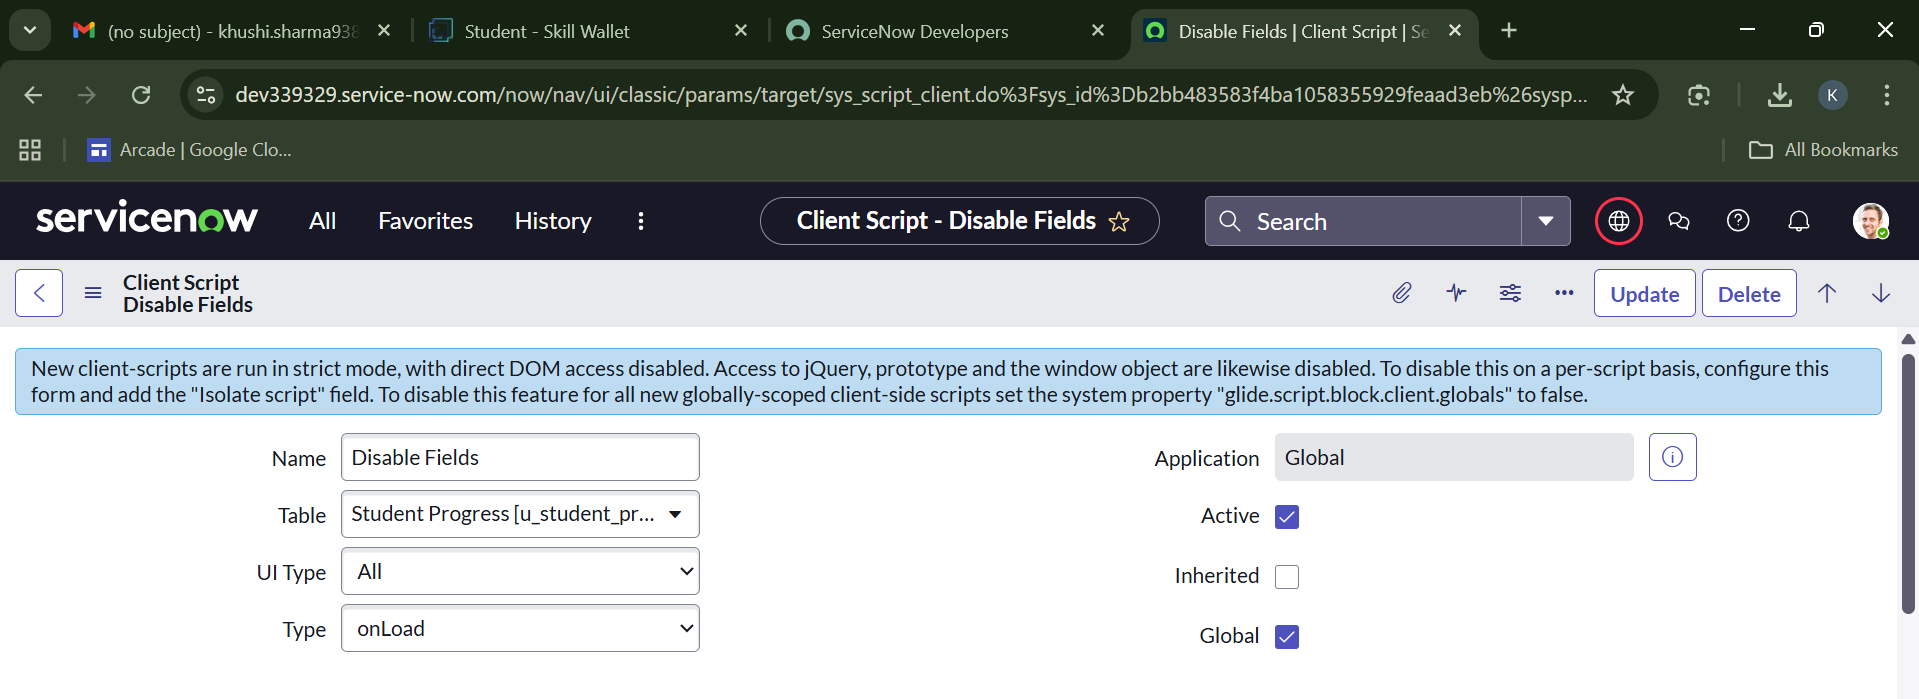 (no subject) - khushi.sharma938
Student - Skill Wallet
ServiceNow Developers
Disable Fields | Client Script | Se
dev339329.service-now.com/now/nav/ui/classic/params/target/sys_script_client.do%3Fsys_id%3Db2bb483583f4ba1058355929feaad3eb%26sysp...
K
Arcade | Google Clo...
All Bookmarks
servicenow
All
Favorites
History
Client Script - Disable Fields
Search
Client Script
Disable Fields
Update
Delete
New client-scripts are run in strict mode, with direct DOM access disabled. Access to jQuery, prototype and the window object are likewise disabled. To disable this on a per-script basis, configure this
form and add the "Isolate script" field. To disable this feature for all new globally-scoped client-side scripts set the system property "glide.script.block.client.globals" to false.
Name
Disable Fields
Application
Global
Table
Student Progress [u_student_pr...
Active
UI Type
All
Inherited
Type
onLoad
Global